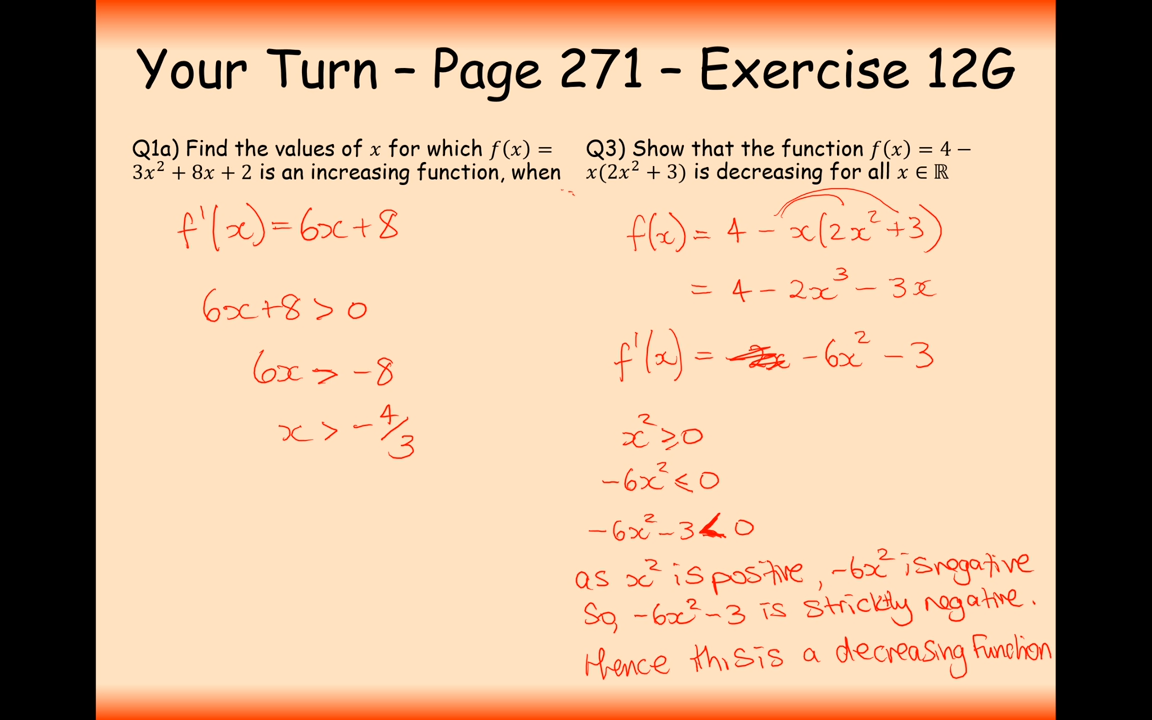 Your Turn – Page 271 – Exercise 12G
Q1a) Find the values of x for which f(x) =
3x² + 8x + 2 is an increasing function, when
f'(x) = 6x + 8
6x + 8 > 0
6x > -8
x > -4/3
Q3) Show that the function f(x) = 4 −
x(2x² + 3) is decreasing for all x ∈ ℝ
f(x) = 4 - x(2x² + 3)
= 4 - 2x³ - 3x
f'(x) = -6x² - 3
x² ≥ 0
-6x² ≤ 0
-6x² - 3 < 0
as x² is positive, -6x² is negative
So, -6x² - 3 is strickly negative.
Hence this is a decreasing function